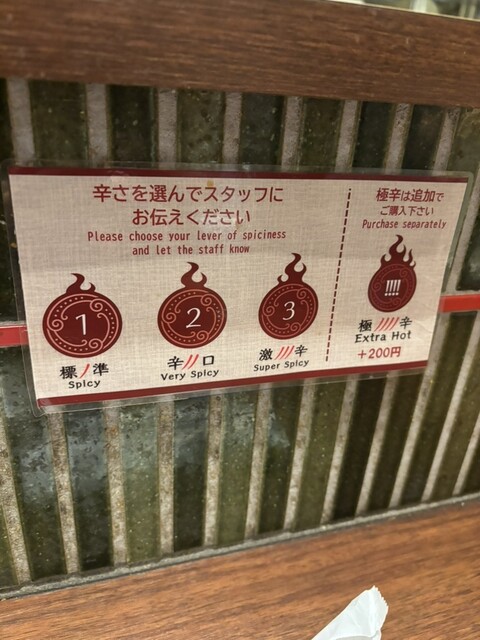 辛さを選んでスタッフに
お伝えください
Please choose your lever of spiciness
and let the staff know
1
標準
Spicy
2
辛口
Very Spicy
3
激辛
Super Spicy
極辛は追加で
ご購入下さい
Purchase separately
!!!!
極辛
Extra Hot
+200円